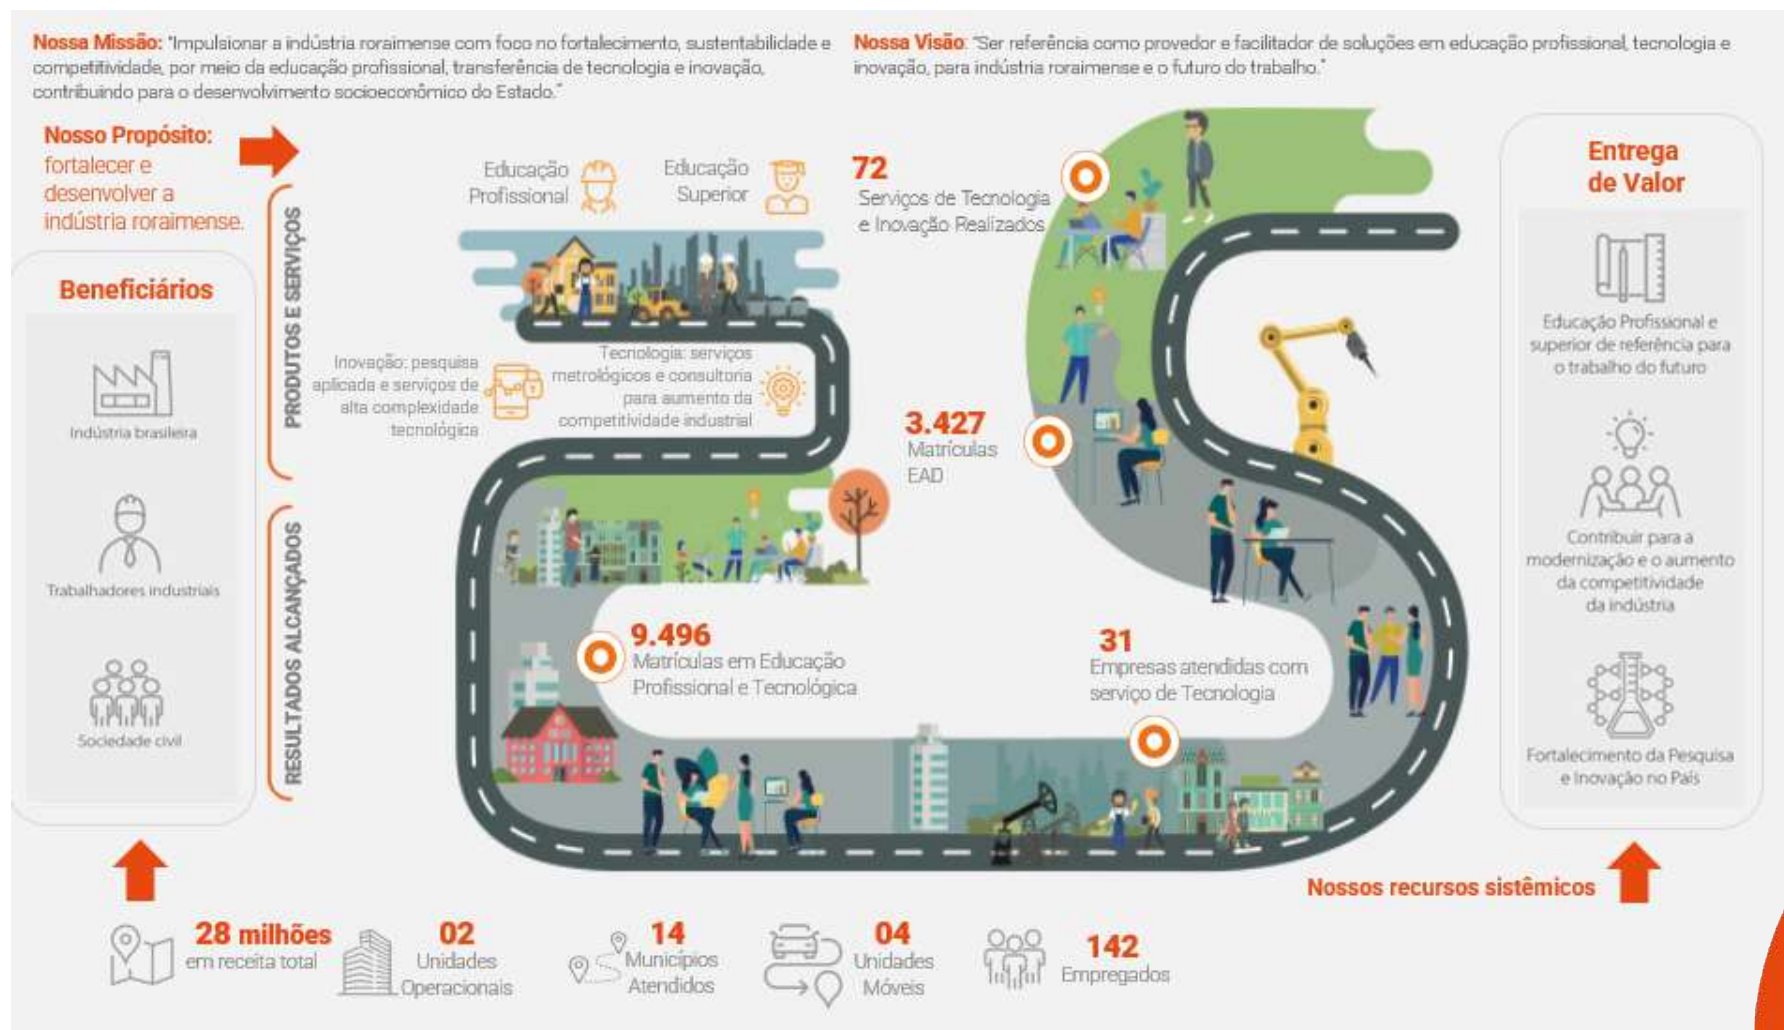 Nossa Missão: "Impulsionar a indústria roraimense com foco no fortalecimento, sustentabilidade e
competitividade, por meio da educação profissional, transferência de tecnologia e inovação,
contribuindo para o desenvolvimento socioeconômico do Estado."
Nossa Visão: "Ser referência como provedor e facilitador de soluções em educação profissional, tecnologia e
inovação, para indústria roraimense e o futuro do trabalho."
Nosso Propósito:
fortalecer e
desenvolver a
indústria roraimense.
Beneficiários
Indústria brasileira
Trabalhadores industriais
Sociedade civil
PRODUTOS E SERVIÇOS
Educação
Profissional
Educação
Superior
Inovação: pesquisa
aplicada e serviços de
alta complexidade
tecnológica
Tecnologia: serviços
metrológicos e consultoria
para aumento da
competitividade industrial
RESULTADOS ALCANÇADOS
72
Serviços de Tecnologia
e Inovação Realizados
3.427
Matrículas
EAD
9.496
Matrículas em Educação
Profissional e Tecnológica
31
Empresas atendidas com
serviço de Tecnologia
Entrega
de Valor
Educação Profissional e
superior de referência para
o trabalho do futuro
Contribuir para a
modernização e o aumento
da competitividade
da indústria
Fortalecimento da Pesquisa
e Inovação no País
Nossos recursos sistêmicos
28 milhões
em receita total
02
Unidades
Operacionais
14
Municípios
Atendidos
04
Unidades
Móveis
142
Empregados